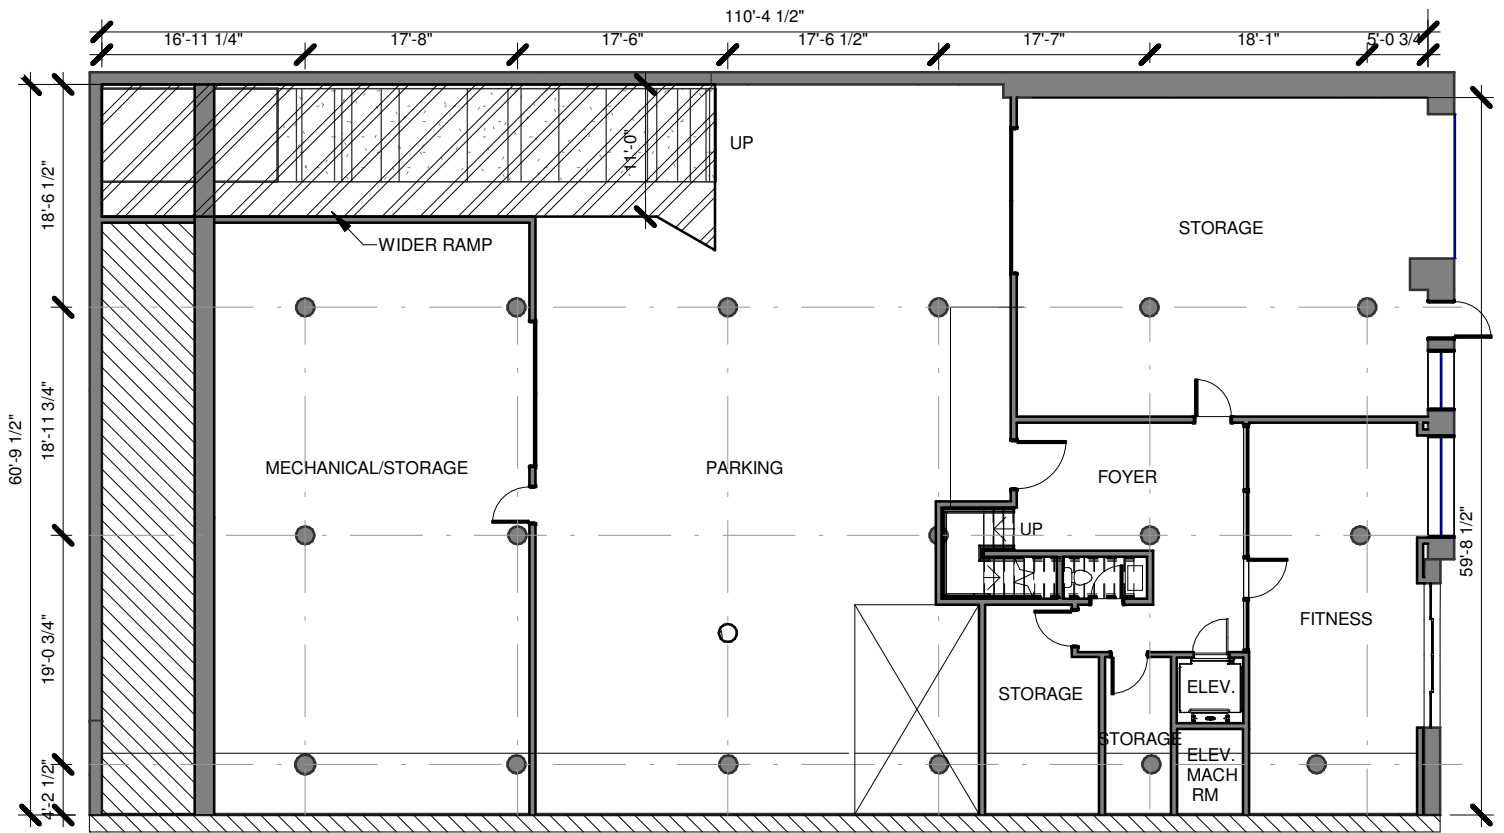 110'-4 1/2"
16'-11 1/4"
17'-8"
17'-6"
17'-6 1/2"
17'-7"
18'-1"
5'-0 3/4"
11'-0"
UP
18'-6 1/2"
STORAGE
WIDER RAMP
18'-11 3/4"
60'-9 1/2"
MECHANICAL/STORAGE
PARKING
FOYER
UP
59'-8 1/2"
FITNESS
19'-0 3/4"
STORAGE
ELEV.
STORAGE
ELEV.
MACH
RM
4'-2 1/2"